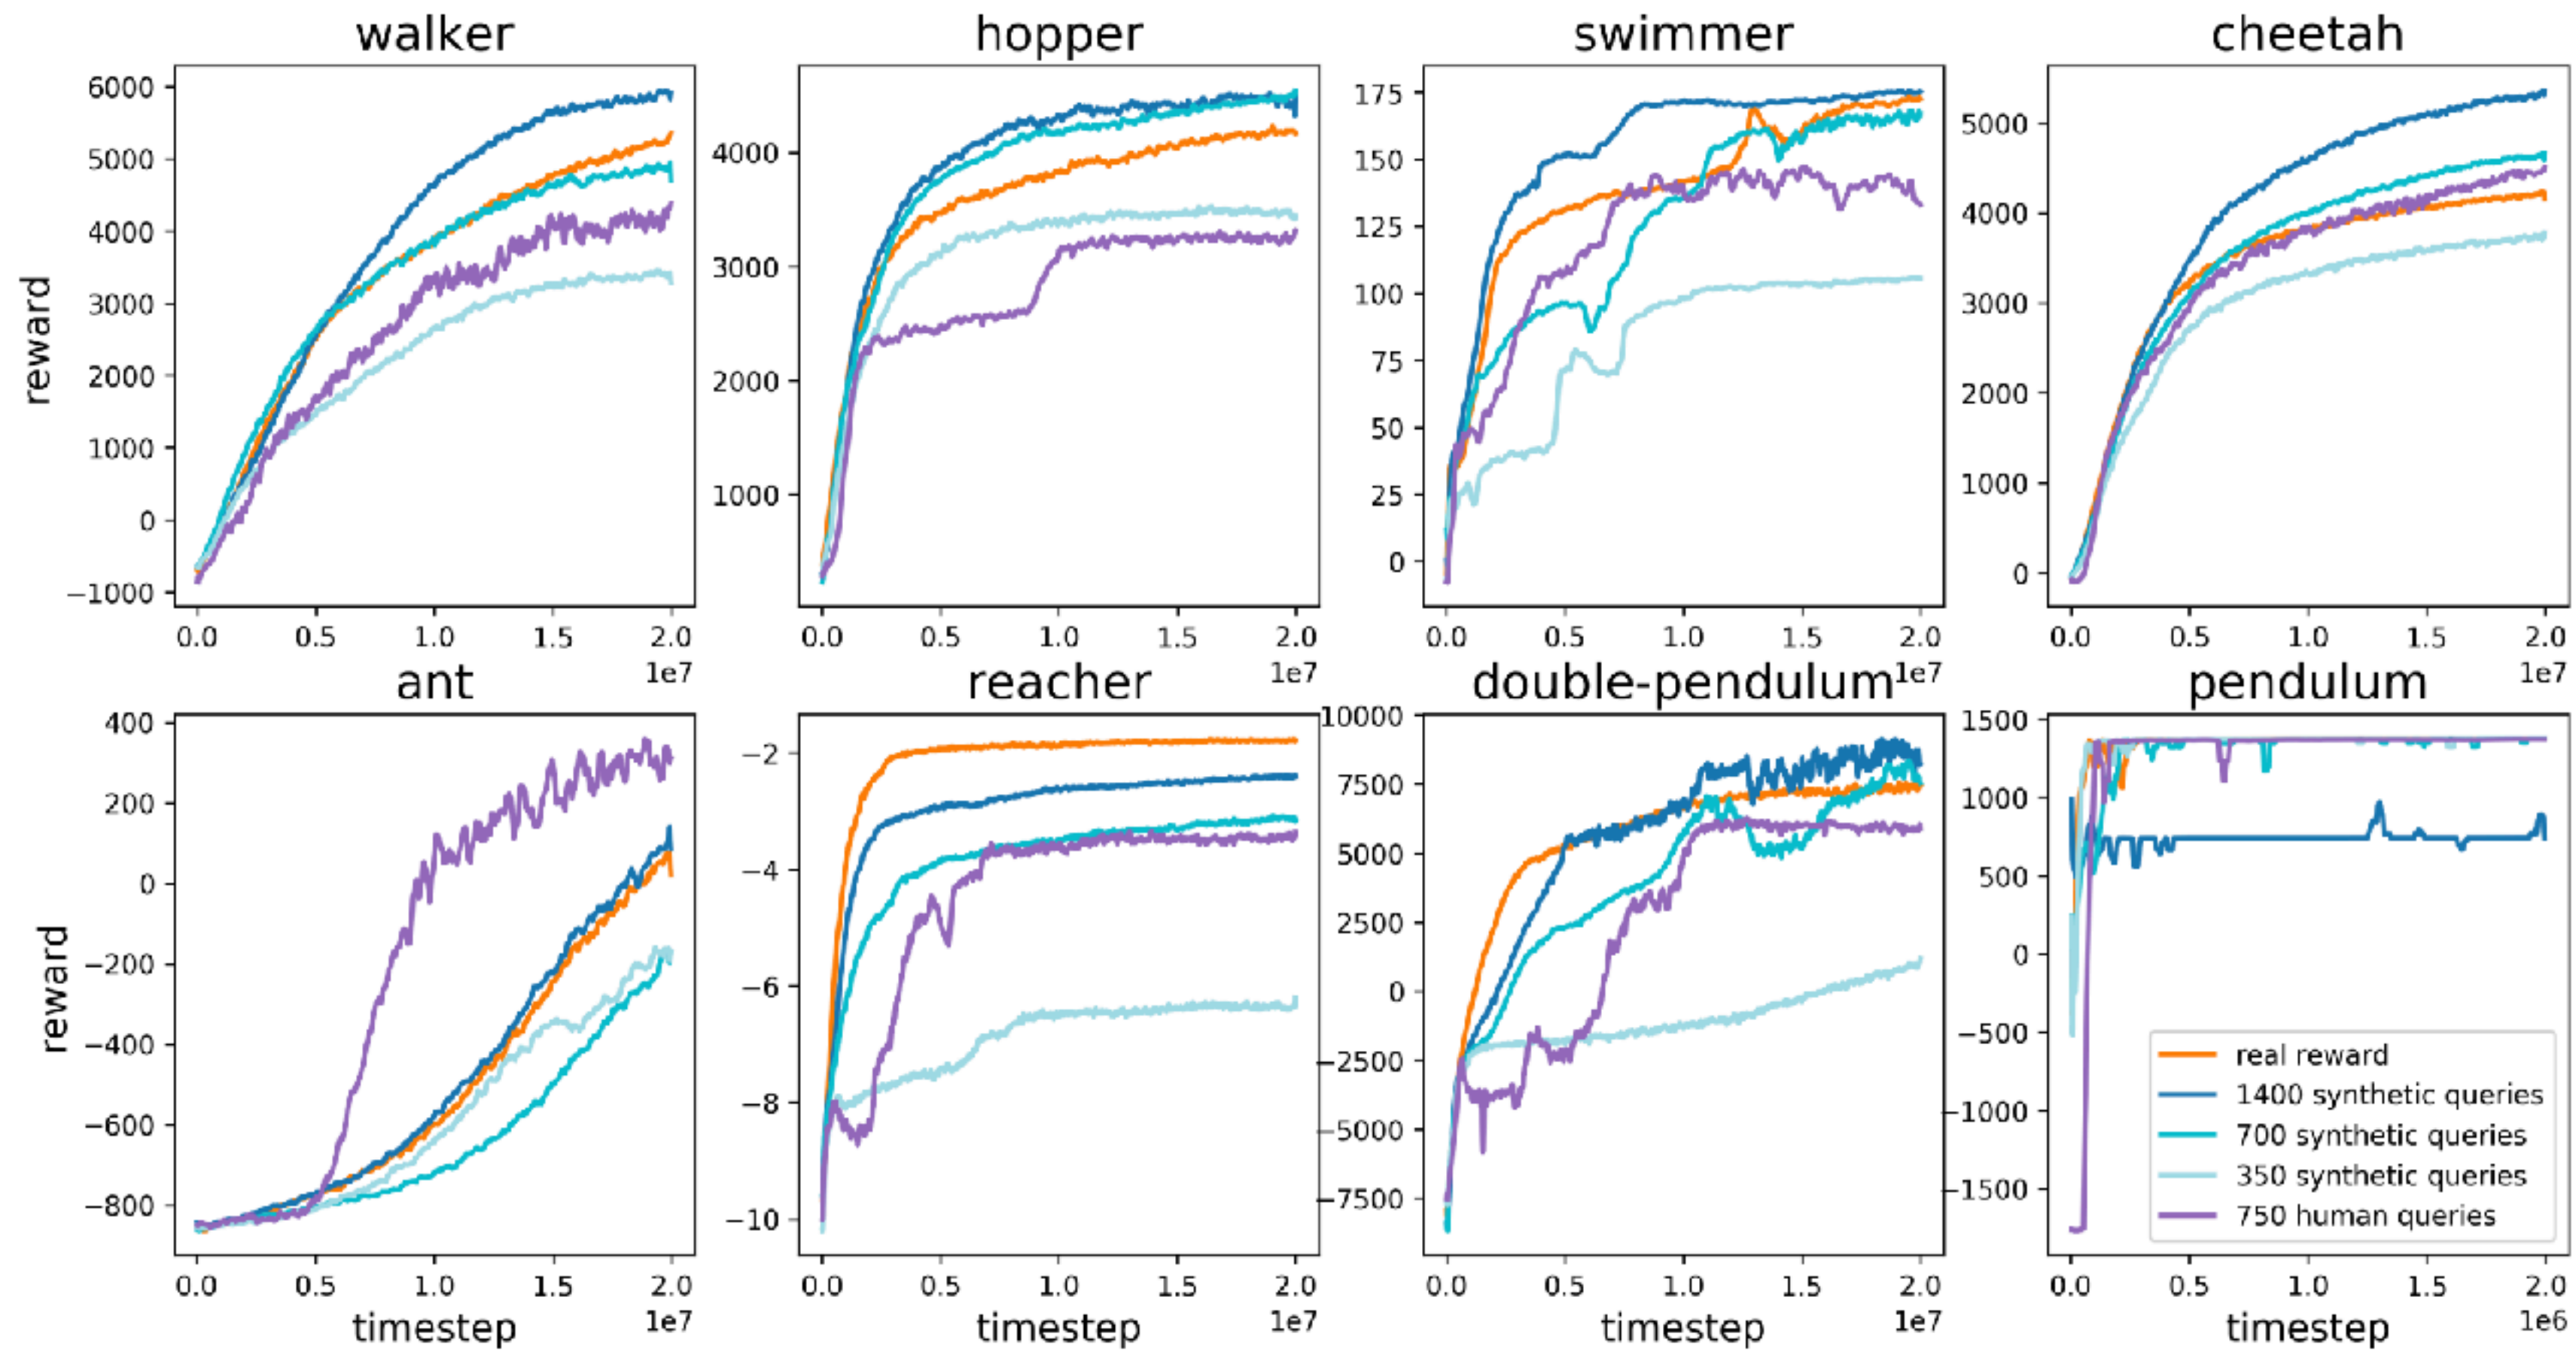 walker
hopper
swimmer
cheetah
6000
5000
4000
3000
2000
1000
0
−1000
reward
0.0 0.5 1.0 1.5 2.0
1e7
4000
3000
2000
1000
0.0 0.5 1.0 1.5 2.0
1e7
175
150
125
100
75
50
25
0
0.0 0.5 1.0 1.5 2.0
1e7
5000
4000
3000
2000
1000
0
0.0 0.5 1.0 1.5 2.0
1e7
ant
reacher
double-pendulum
pendulum
400
200
0
−200
−400
−600
−800
reward
0.0 0.5 1.0 1.5 2.0
1e7
timestep
−2
−4
−6
−8
−10
0.0 0.5 1.0 1.5 2.0
1e7
timestep
10000
7500
5000
2500
0
−2500
−5000
−7500
0.0 0.5 1.0 1.5 2.0
1e7
timestep
1500
1000
500
0
−500
−1000
−1500
real reward
1400 synthetic queries
700 synthetic queries
350 synthetic queries
750 human queries
0.0 0.5 1.0 1.5 2.0
1e6
timestep